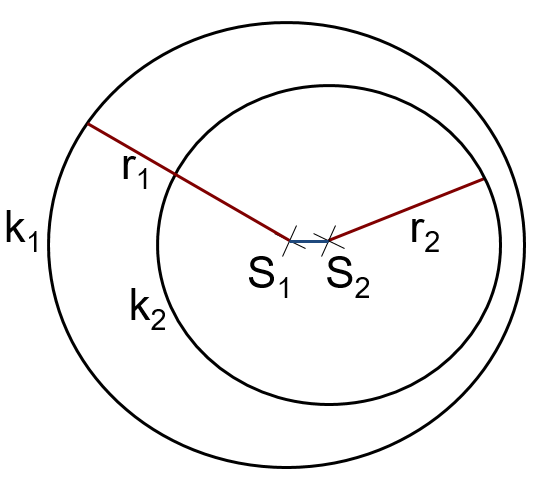 r₁
k₁
r₂
S₁
S₂
k₂